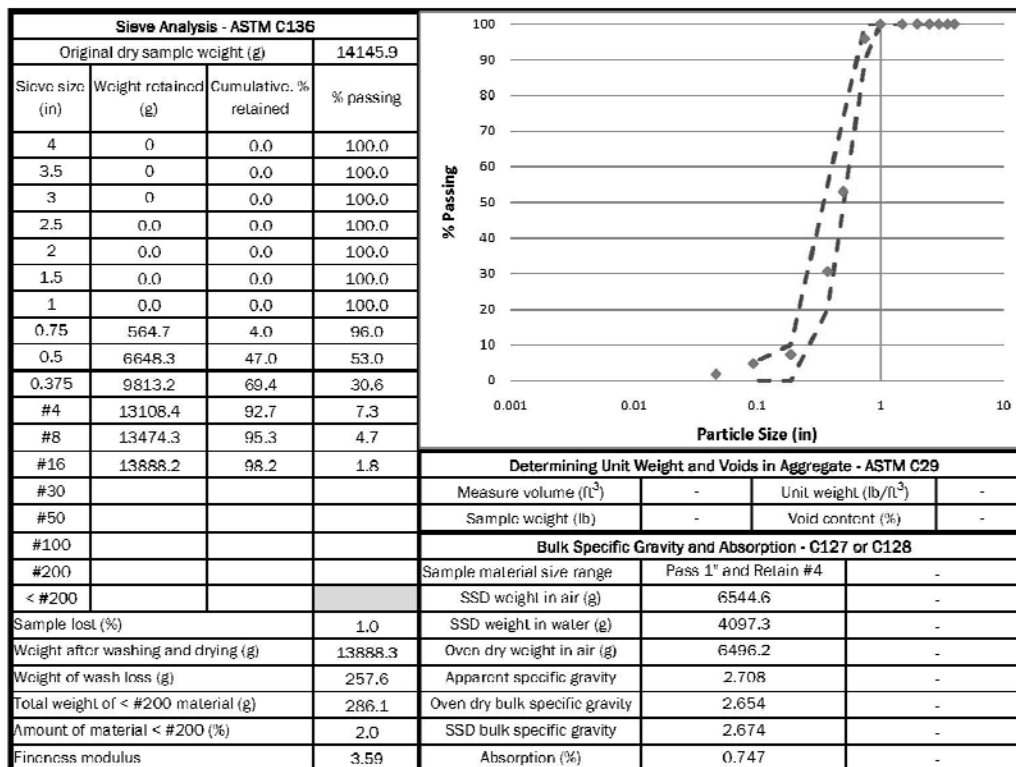 Sieve Analysis - ASTM C136
Original dry sample weight (g) 14145.9
Sieve size (in) Weight retained (g) Cumulative. % retained % passing
4 0 0.0 100.0
3.5 0 0.0 100.0
3 0 0.0 100.0
2.5 0.0 0.0 100.0
2 0.0 0.0 100.0
1.5 0.0 0.0 100.0
1 0.0 0.0 100.0
0.75 564.7 4.0 96.0
0.5 6648.3 47.0 53.0
0.375 9813.2 69.4 30.6
#4 13108.4 92.7 7.3
#8 13474.3 95.3 4.7
#16 13888.2 98.2 1.8
#30
#50
#100
#200
< #200
Sample lost (%) 1.0
Weight after washing and drying (g) 13888.3
Weight of wash loss (g) 257.6
Total weight of < #200 material (g) 286.1
Amount of material < #200 (%) 2.0
Fineness modulus 3.59
% Passing
100
90
80
70
60
50
40
30
20
10
0
0.001 0.01 0.1 1 10
Particle Size (in)
Determining Unit Weight and Voids in Aggregate - ASTM C29
Measure volume (ft³) - Unit weight (lb/ft³) -
Sample weight (lb) - Void content (%) -
Bulk Specific Gravity and Absorption - C127 or C128
Sample material size range Pass 1" and Retain #4 -
SSD weight in air (g) 6544.6 -
SSD weight in water (g) 4097.3 -
Oven dry weight in air (g) 6496.2 -
Apparent specific gravity 2.708 -
Oven dry bulk specific gravity 2.654 -
SSD bulk specific gravity 2.674 -
Absorption (%) 0.747 -